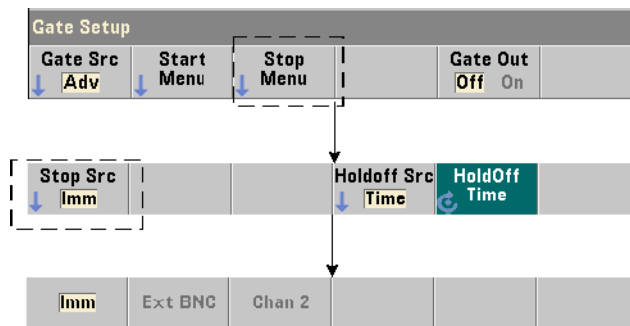 Gate Setup
Gate Src Start Stop Gate Out
Adv Menu Menu Off On
Stop Src Holdoff Src HoldOff
Imm Time Time
Imm Ext BNC Chan 2